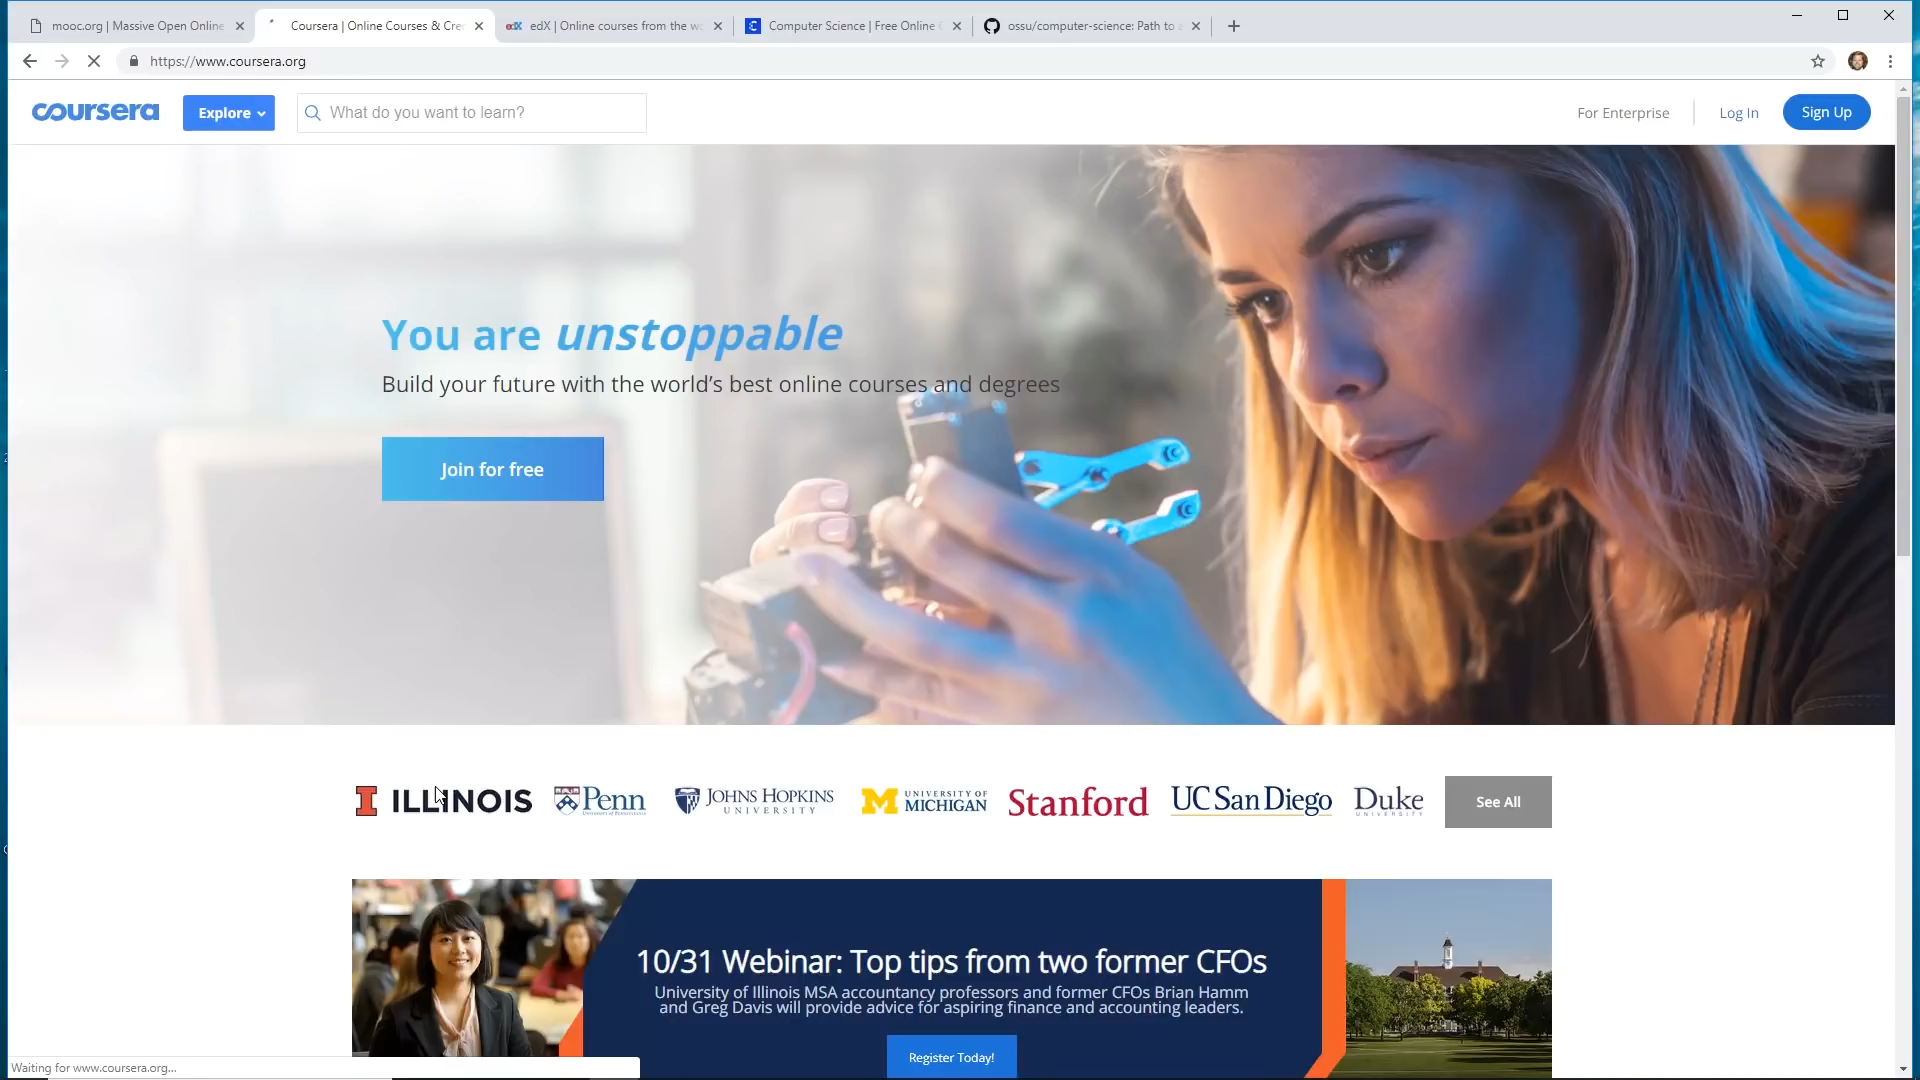 mooc.org | Massive Open Online
Coursera | Online Courses & Cre
edX | Online courses from the wo
Computer Science | Free Online C
ossu/computer-science: Path to a
https://www.coursera.org
coursera
Explore
What do you want to learn?
For Enterprise
Log In
Sign Up
You are unstoppable
Build your future with the world's best online courses and degrees
Join for free
I ILLINOIS
Penn
University of Pennsylvania
JOHNS HOPKINS
UNIVERSITY
M UNIVERSITY OF
MICHIGAN
Stanford
UC San Diego
Duke
UNIVERSITY
See All
10/31 Webinar: Top tips from two former CFOs
University of Illinois MSA accountancy professors and former CFOs Brian Hamm
and Greg Davis will provide advice for aspiring finance and accounting leaders.
Register Today!
Waiting for www.coursera.org...